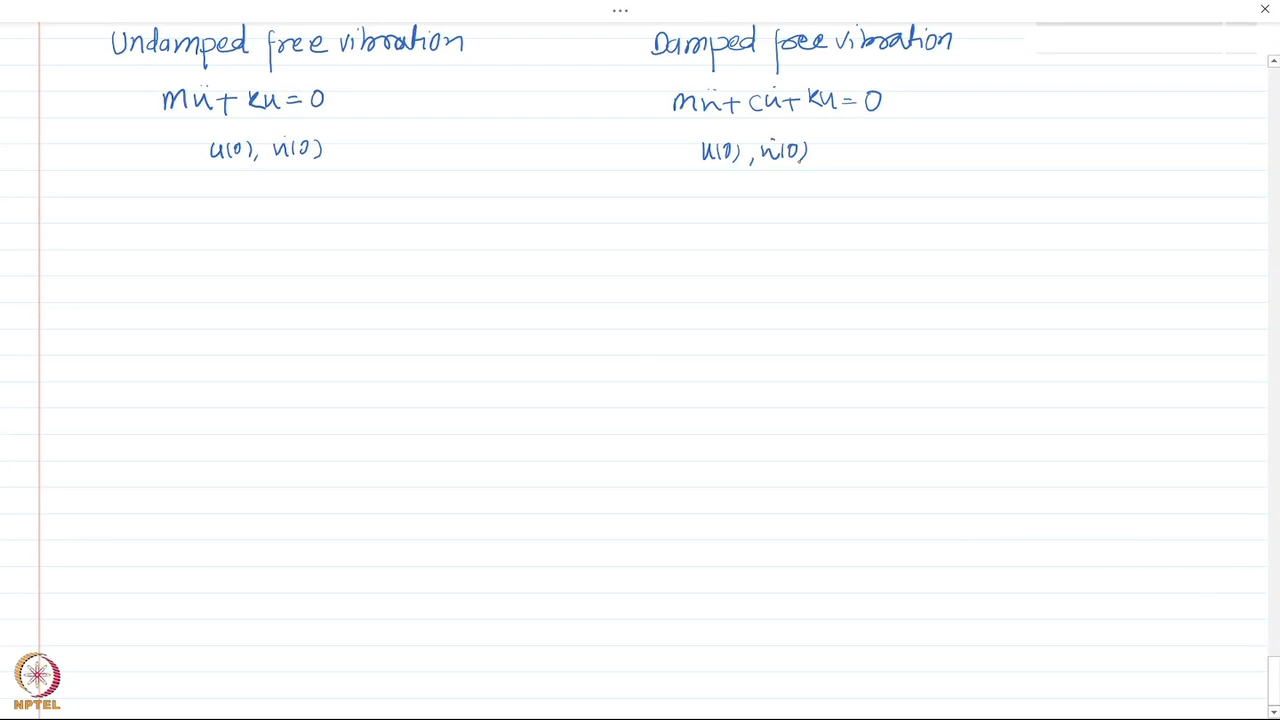 Undamped free vibration
mü + ku = 0
u(0), u̇(0)
Damped free vibration
mü + cu̇ + ku = 0
u(0), u̇(0)
NPTEL